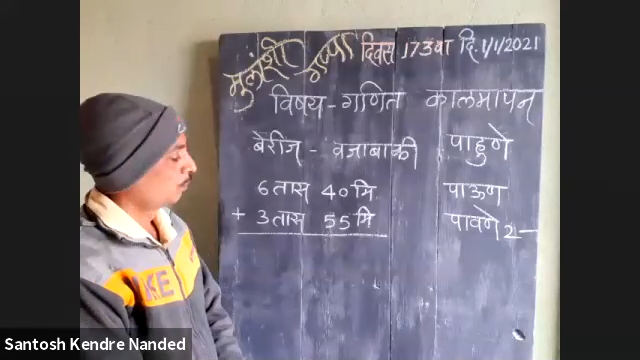 मुलांशी गप्पा दिवस 173वा दि. 1/1/2021
विषय - गणित कालमापन
बेरीज - वजाबाकी पाहुणे
6 तास 40 मि पाऊण
+ 3 तास 55 मि पावणे 2 -
KE
Santosh Kendre Nanded